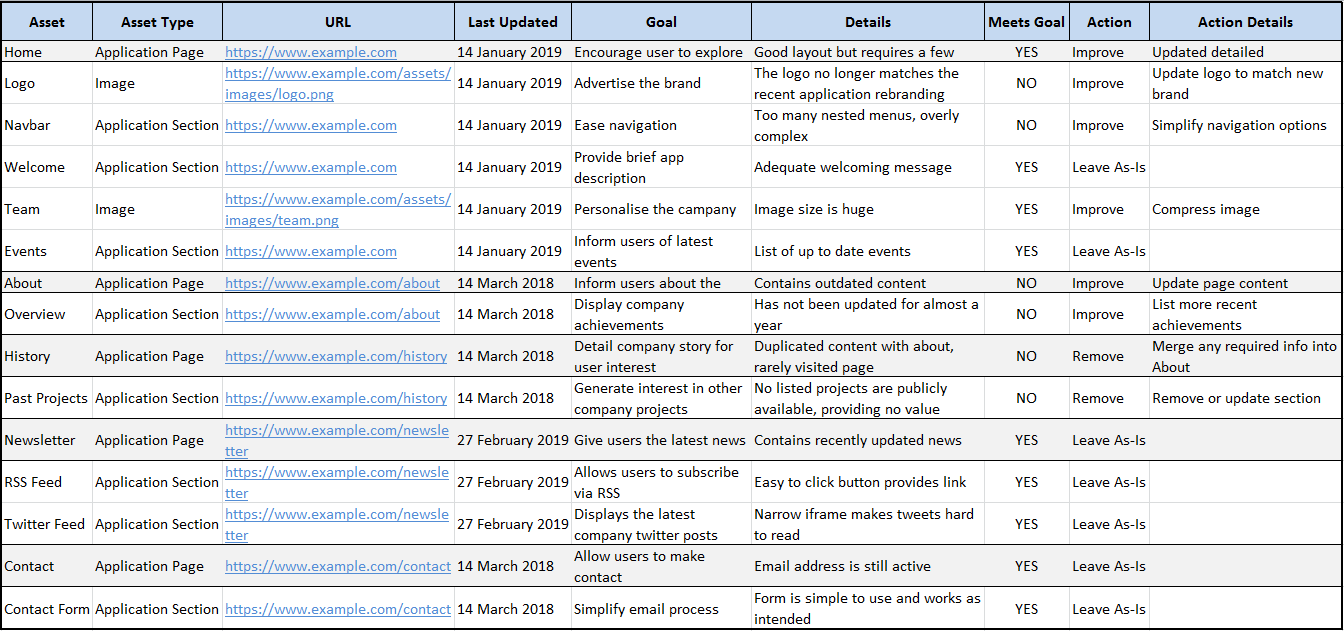 Asset Asset Type URL Last Updated Goal Details Meets Goal Action Action Details
Home Application Page https://www.example.com 14 January 2019 Encourage user to explore Good layout but requires a few YES Improve Updated detailed
Logo Image https://www.example.com/assets/
images/logo.png 14 January 2019 Advertise the brand The logo no longer matches the
recent application rebranding NO Improve Update logo to match new
brand
Navbar Application Section https://www.example.com 14 January 2019 Ease navigation Too many nested menus, overly
complex NO Improve Simplify navigation options
Welcome Application Section https://www.example.com 14 January 2019 Provide brief app
description Adequate welcoming message YES Leave As-Is
Team Image https://www.example.com/assets/
images/team.png 14 January 2019 Personalise the campany Image size is huge YES Improve Compress image
Events Application Section https://www.example.com 14 January 2019 Inform users of latest
events List of up to date events YES Leave As-Is
About Application Page https://www.example.com/about 14 March 2018 Inform users about the Contains outdated content NO Improve Update page content
Overview Application Section https://www.example.com/about 14 March 2018 Display company
achievements Has not been updated for almost a
year NO Improve List more recent
achievements
History Application Page https://www.example.com/history 14 March 2018 Detail company story for
user interest Duplicated content with about,
rarely visited page NO Remove Merge any required info into
About
Past Projects Application Section https://www.example.com/history 14 March 2018 Generate interest in other
company projects No listed projects are publicly
available, providing no value NO Remove Remove or update section
Newsletter Application Page https://www.example.com/newsle
tter 27 February 2019 Give users the latest news Contains recently updated news YES Leave As-Is
RSS Feed Application Section https://www.example.com/newsle
tter 27 February 2019 Allows users to subscribe
via RSS Easy to click button provides link YES Leave As-Is
Twitter Feed Application Section https://www.example.com/newsle
tter 27 February 2019 Displays the latest
company twitter posts Narrow iframe makes tweets hard
to read YES Leave As-Is
Contact Application Page https://www.example.com/contact 14 March 2018 Allow users to make
contact Email address is still active YES Leave As-Is
Contact Form Application Section https://www.example.com/contact 14 March 2018 Simplify email process Form is simple to use and works as
intended YES Leave As-Is